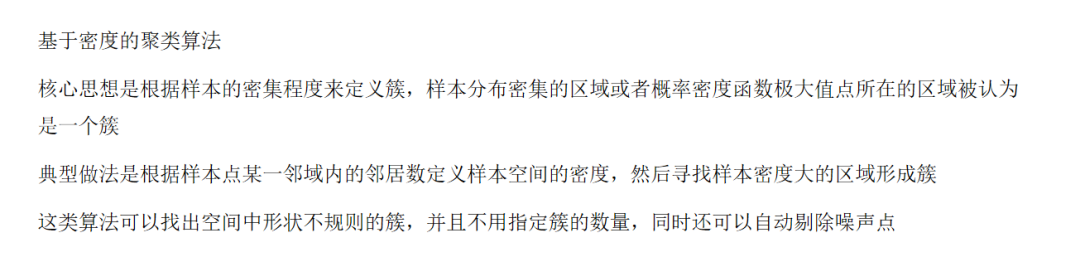 基于密度的聚类算法
核心思想是根据样本的密集程度来定义簇，样本分布密集的区域或者概率密度函数极大值点所在的区域被认为
是一个簇
典型做法是根据样本点某一邻域内的邻居数定义样本空间的密度，然后寻找样本密度大的区域形成簇
这类算法可以找出空间中形状不规则的簇，并且不用指定簇的数量，同时还可以自动剔除噪声点